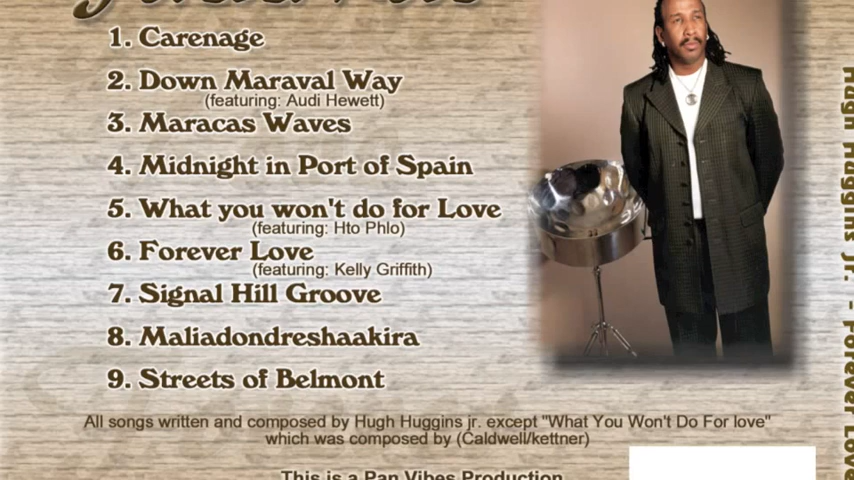 1. Carenage
2. Down Maraval Way
(featuring: Audi Hewett)
3. Maracas Waves
4. Midnight in Port of Spain
5. What you won't do for Love
(featuring: Hto Phlo)
6. Forever Love
(featuring: Kelly Griffith)
7. Signal Hill Groove
8. Maliadondreshaakira
9. Streets of Belmont
All songs written and composed by Hugh Huggins jr. except "What You Won't Do For love"
which was composed by (Caldwell/kettner)
This is a Pan Vibes Production
Hugh Huggins Jr. - Forever Love